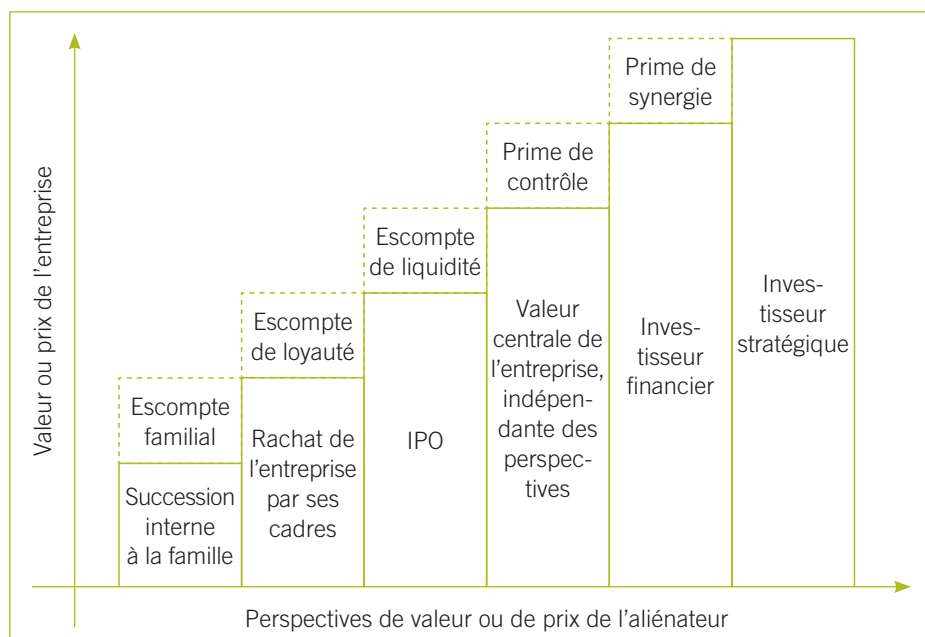 Valeur ou prix de l'entreprise
Prime de
synergie
Prime de
contrôle
Escompte
de liquidité
Escompte
de loyauté
Escompte
familial
Succession
interne
à la famille
Rachat de
l'entreprise
par ses
cadres
IPO
Valeur
centrale de
l'entreprise,
indépen-
dante des
perspec-
tives
Inves-
tisseur
financier
Inves-
tisseur
stratégique
Perspectives de valeur ou de prix de l'aliénateur